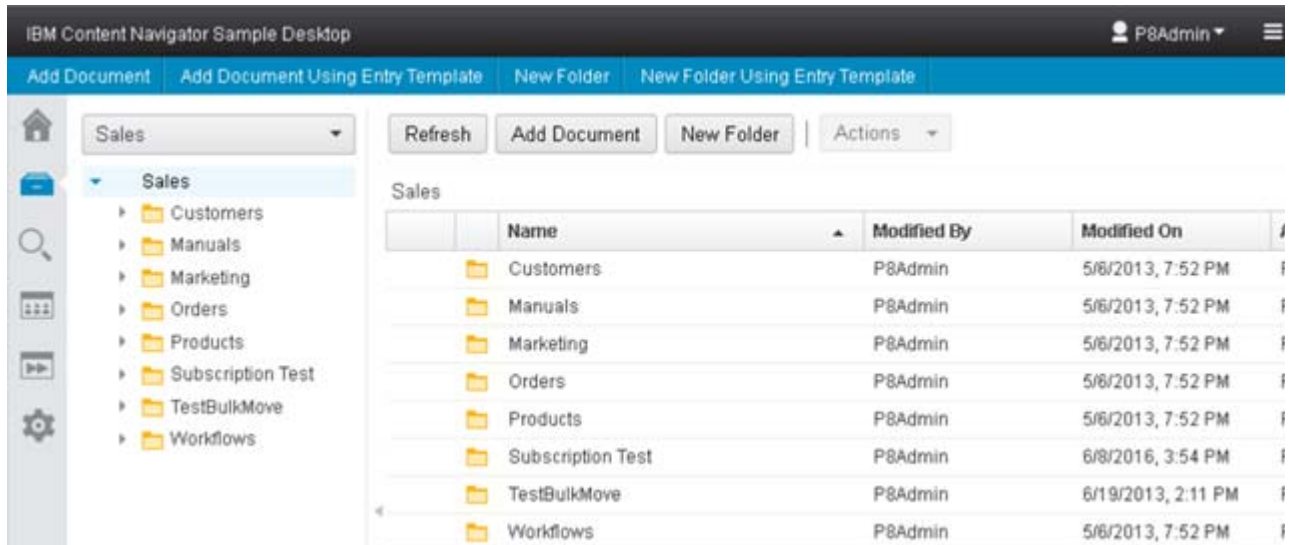 IBM Content Navigator Sample Desktop P8Admin
Add Document Add Document Using Entry Template New Folder New Folder Using Entry Template
Sales Refresh Add Document New Folder Actions
Sales
Customers
Manuals
Marketing
Orders
Products
Subscription Test
TestBulkMove
Workflows
Sales
Name Modified By Modified On
Customers P8Admin 5/6/2013, 7:52 PM
Manuals P8Admin 5/6/2013, 7:52 PM
Marketing P8Admin 5/6/2013, 7:52 PM
Orders P8Admin 5/6/2013, 7:52 PM
Products P8Admin 5/6/2013, 7:52 PM
Subscription Test P8Admin 6/8/2016, 3:54 PM
TestBulkMove P8Admin 6/19/2013, 2:11 PM
Workflows P8Admin 5/6/2013, 7:52 PM